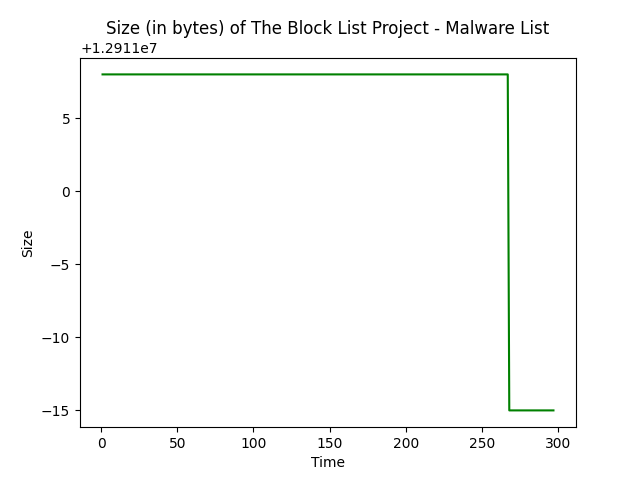 Size (in bytes) of The Block List Project - Malware List
+1.2911e7
5
0
−5
−10
−15
Size
0 50 100 150 200 250 300
Time